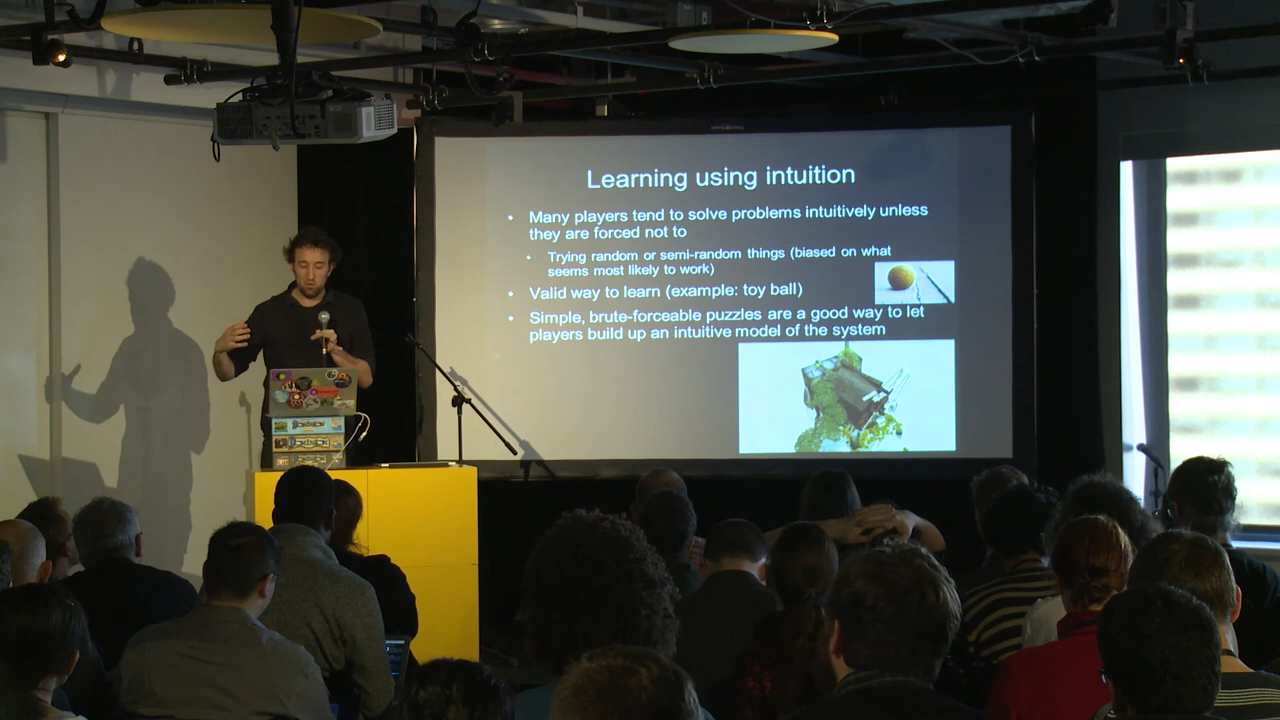 Learning using intuition
• Many players tend to solve problems intuitively unless
they are forced not to
• Trying random or semi-random things (biased on what
seems most likely to work)
• Valid way to learn (example: toy ball)
• Simple, brute-forceable puzzles are a good way to let
players build up an intuitive model of the system